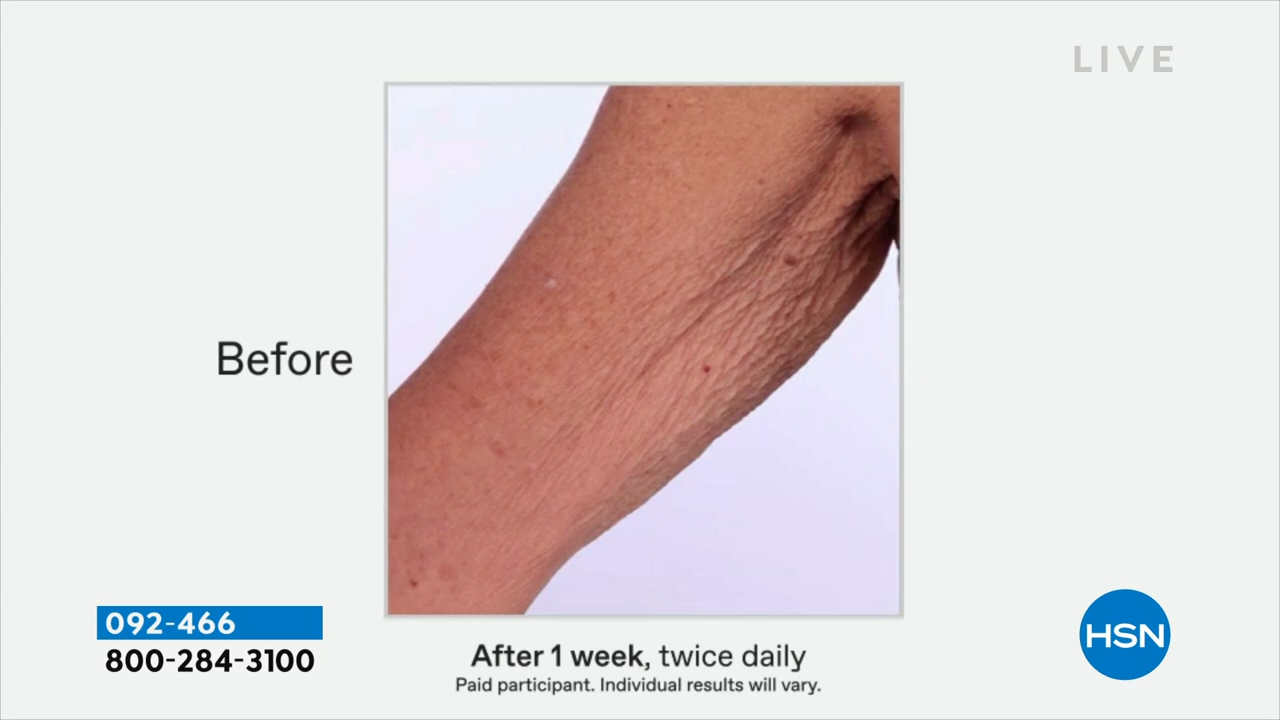 LIVE
Before
092-466
800-284-3100
HSN
After 1 week, twice daily
Paid participant. Individual results will vary.